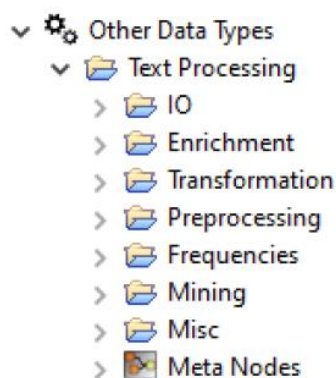 Other Data Types
Text Processing
IO
Enrichment
Transformation
Preprocessing
Frequencies
Mining
Misc
Meta Nodes